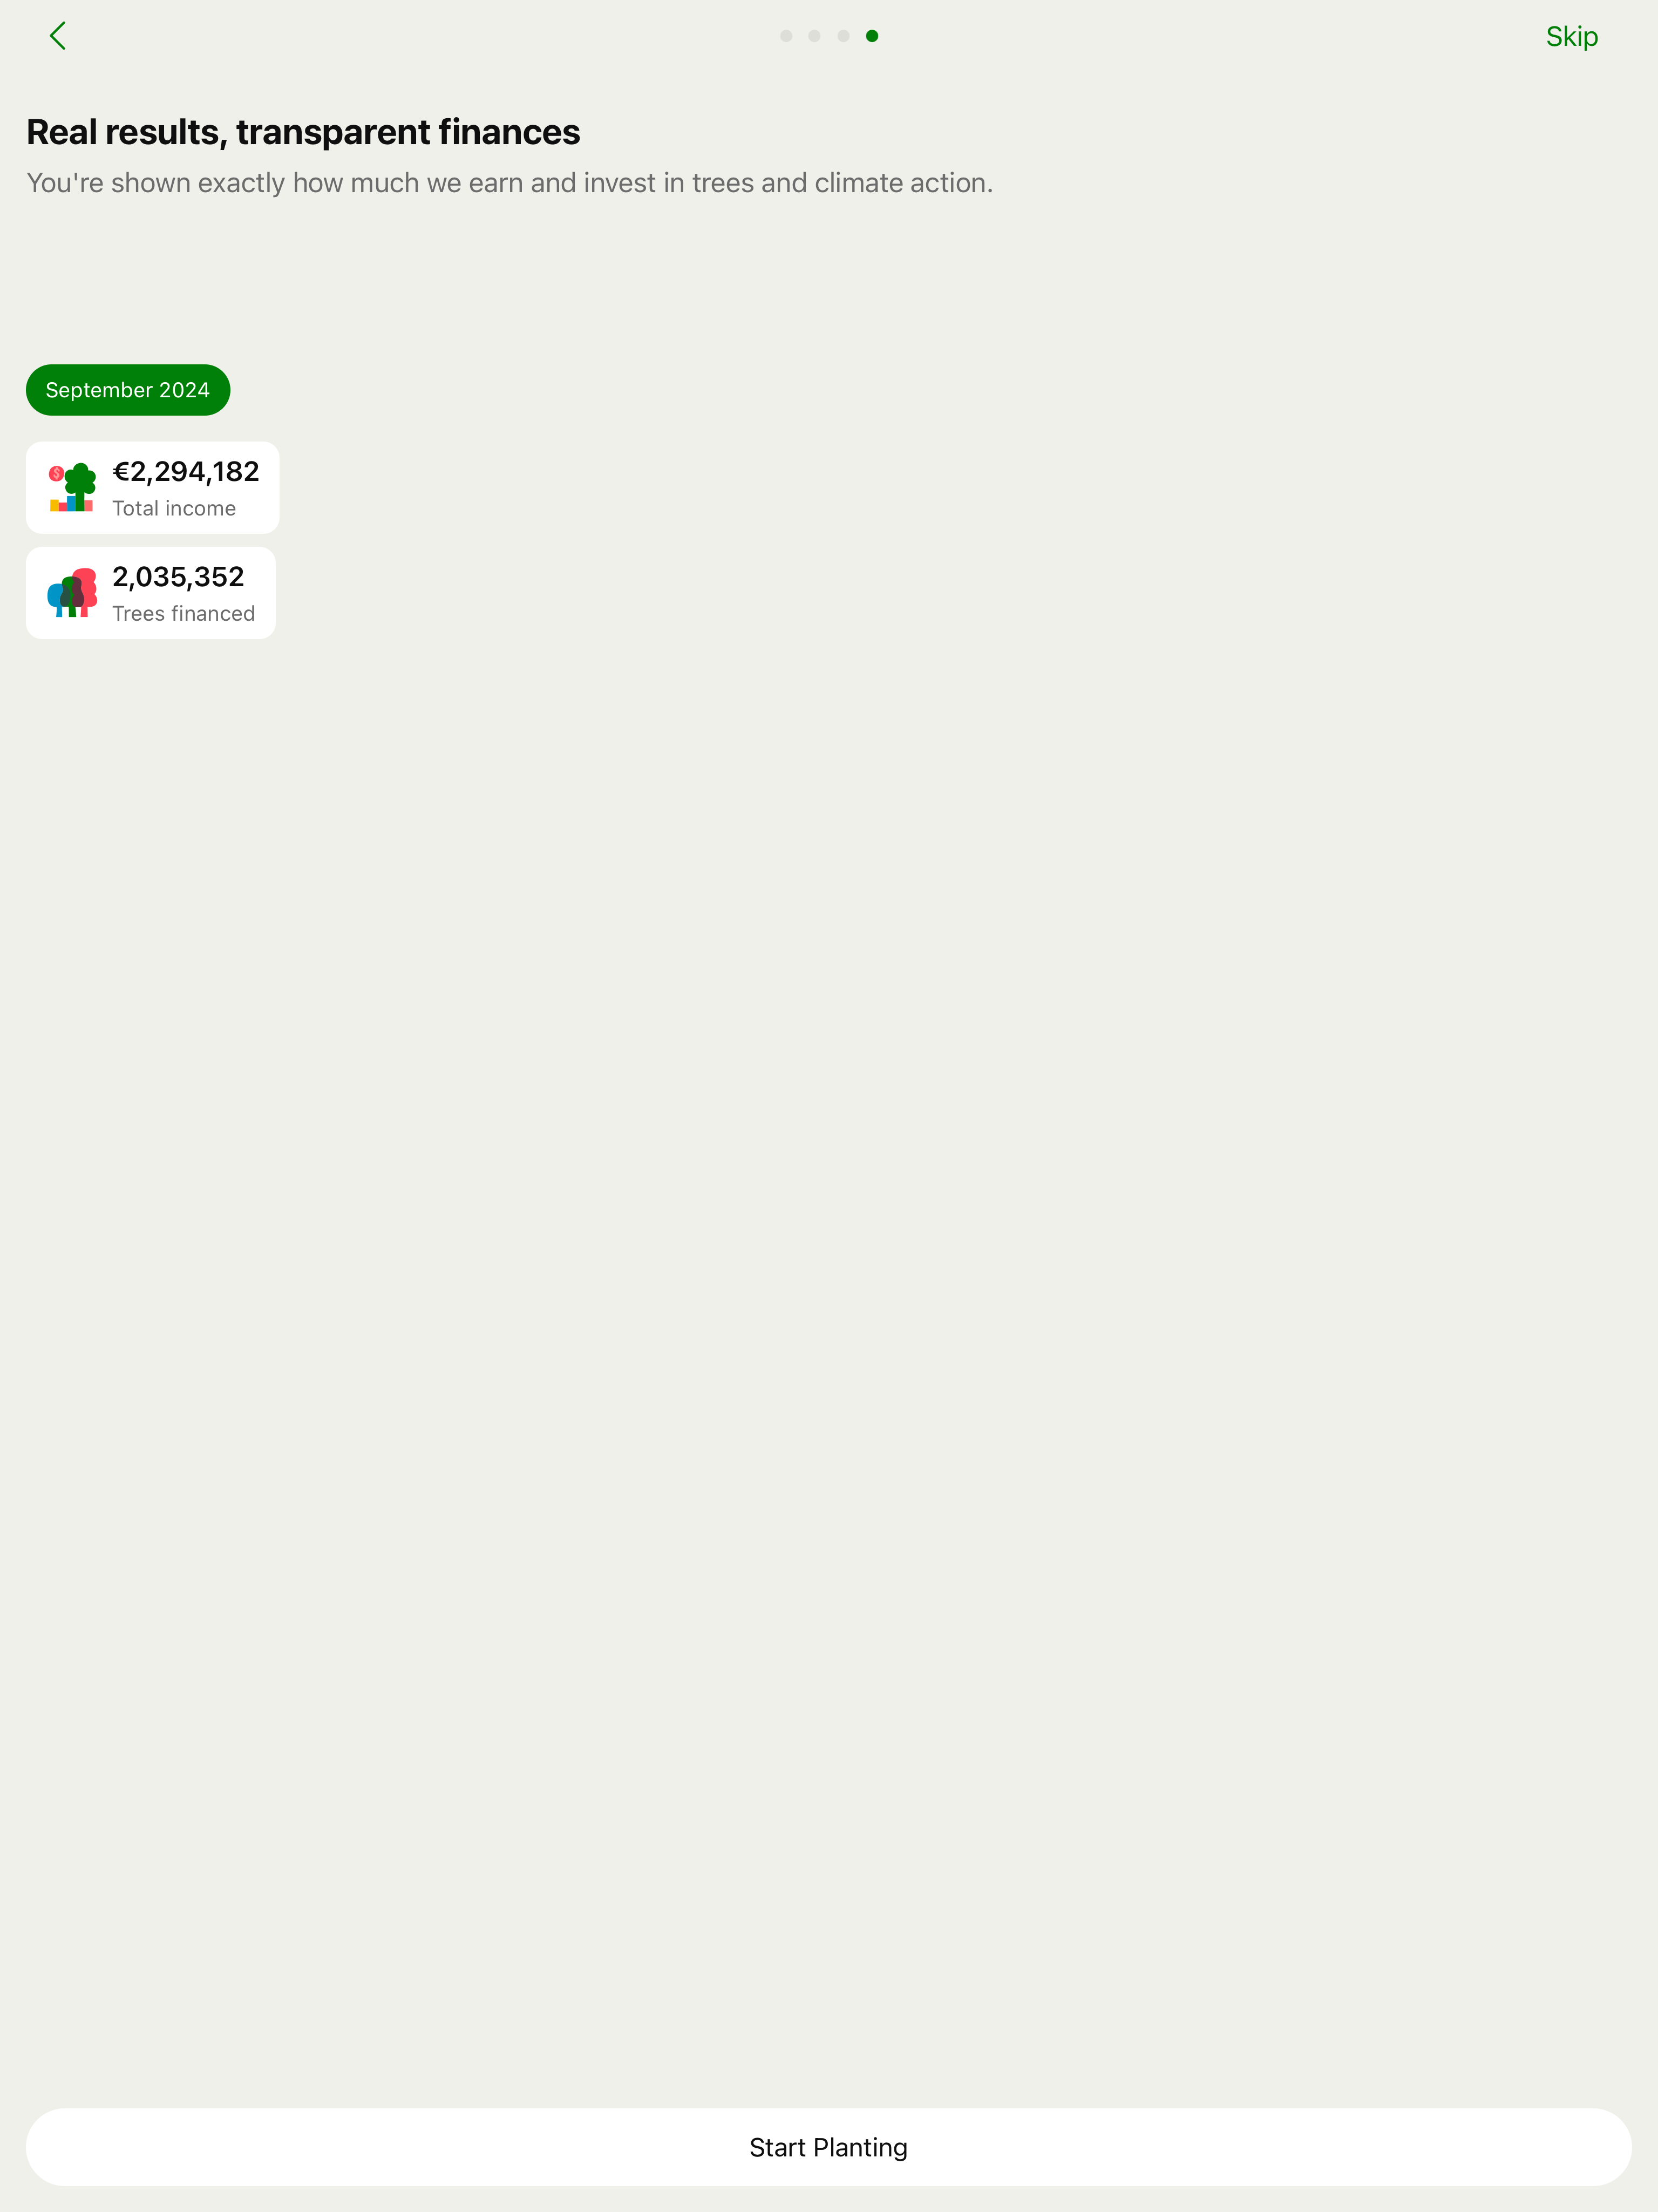 Skip
Real results, transparent finances
You're shown exactly how much we earn and invest in trees and climate action.
September 2024
€2,294,182
Total income
2,035,352
Trees financed
Start Planting